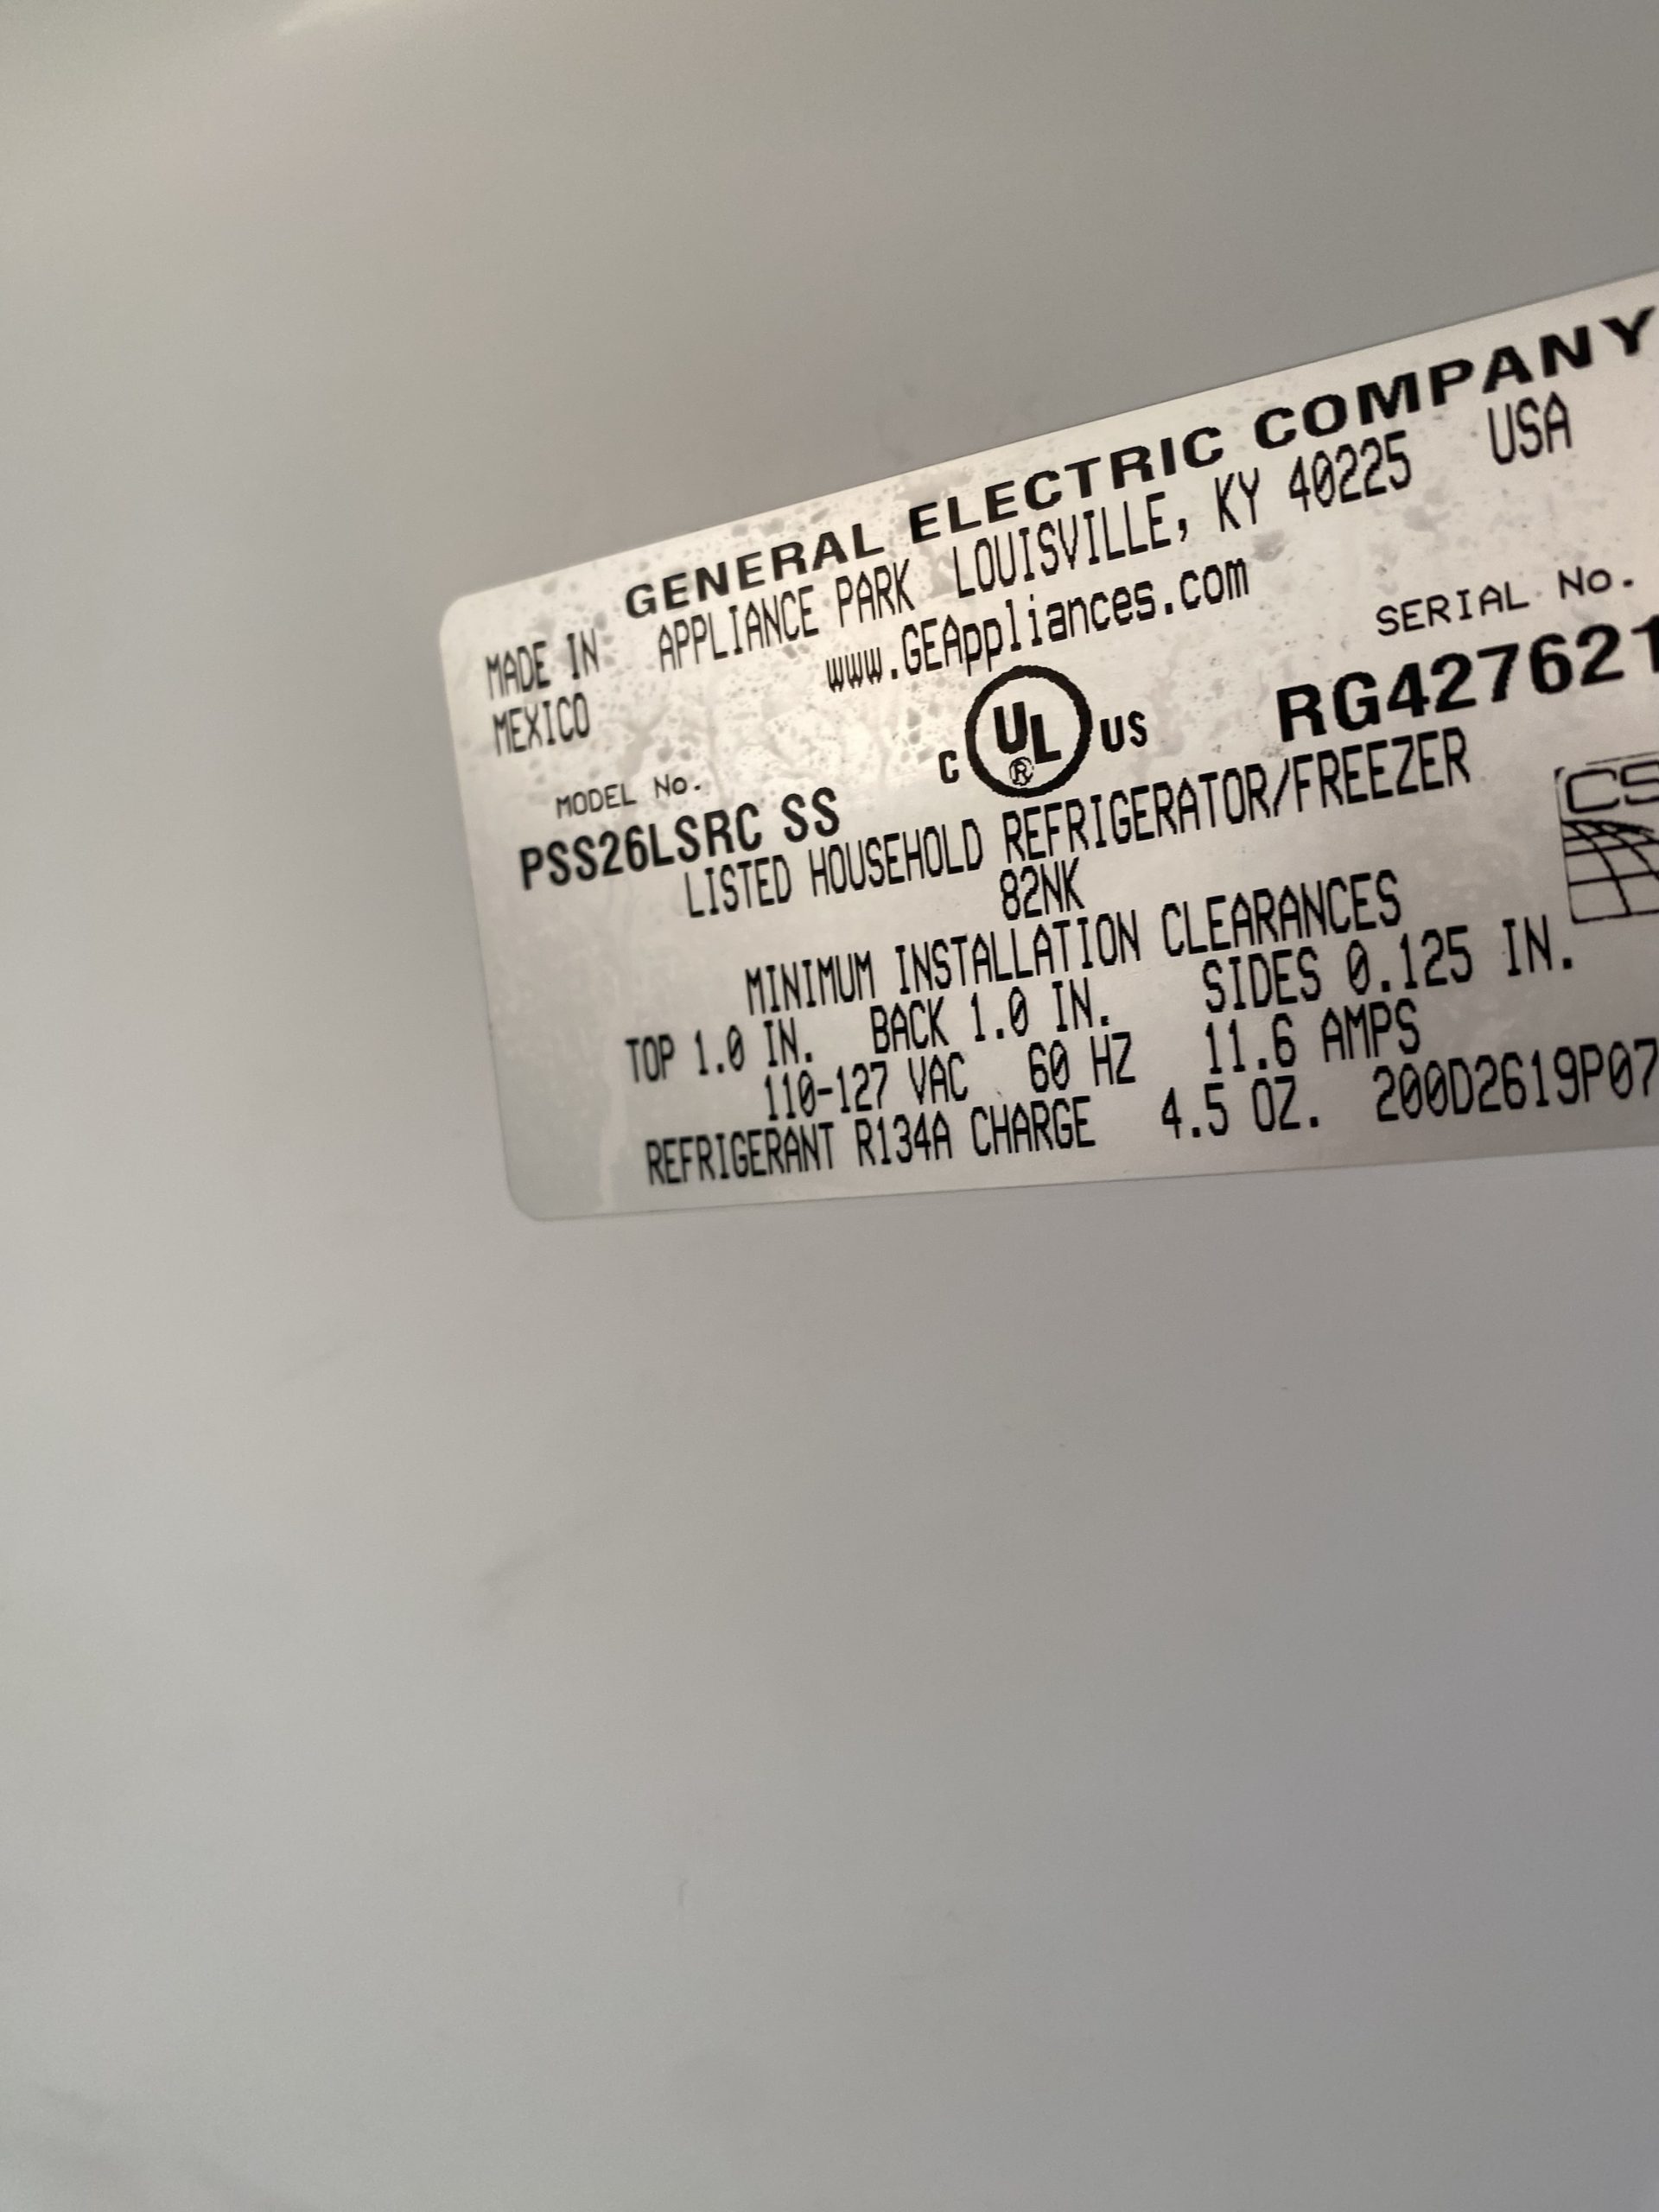 GENERAL ELECTRIC COMPANY
MADE IN APPLIANCE PARK LOUISVILLE, KY 40225 USA
MEXICO www.GEAppliances.com
MODEL No. SERIAL No.
PSS26LSRC SS C UL® US RG427621
LISTED HOUSEHOLD REFRIGERATOR/FREEZER
82NK
CS
MINIMUM INSTALLATION CLEARANCES
TOP 1.0 IN. BACK 1.0 IN. SIDES 0.125 IN.
110-127 VAC 60 HZ 11.6 AMPS
REFRIGERANT R134A CHARGE 4.5 OZ. 200D2619P07